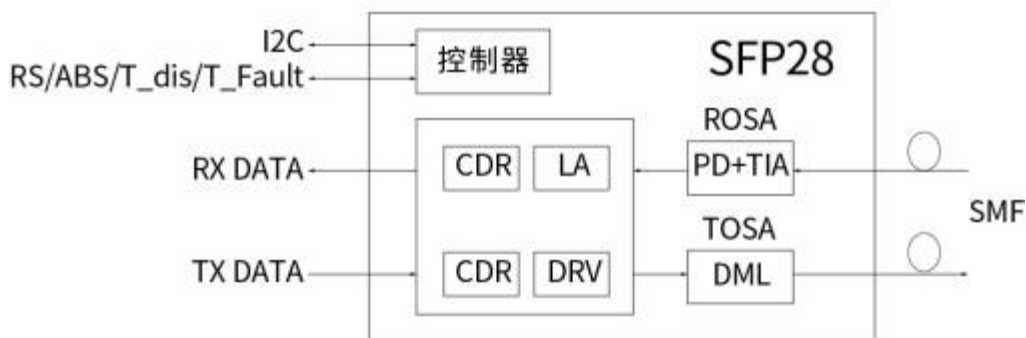 I2C
控制器
SFP28
RS/ABS/T_dis/T_Fault
ROSA
RX DATA
CDR
LA
PD+TIA
SMF
TOSA
TX DATA
CDR
DRV
DML